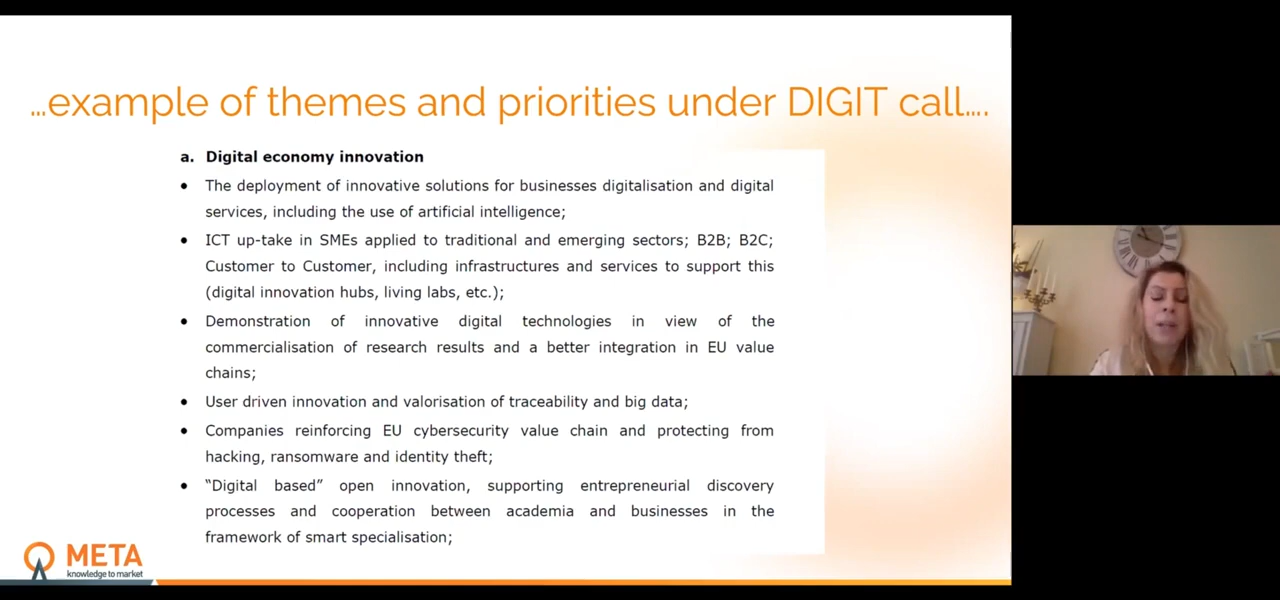 ...example of themes and priorities under DIGIT call....
a. Digital economy innovation
• The deployment of innovative solutions for businesses digitalisation and digital
services, including the use of artificial intelligence;
• ICT up-take in SMEs applied to traditional and emerging sectors; B2B; B2C;
Customer to Customer, including infrastructures and services to support this
(digital innovation hubs, living labs, etc.);
• Demonstration of innovative digital technologies in view of the
commercialisation of research results and a better integration in EU value
chains;
• User driven innovation and valorisation of traceability and big data;
• Companies reinforcing EU cybersecurity value chain and protecting from
hacking, ransomware and identity theft;
• “Digital based” open innovation, supporting entrepreneurial discovery
processes and cooperation between academia and businesses in the
framework of smart specialisation;
META
knowledge to market